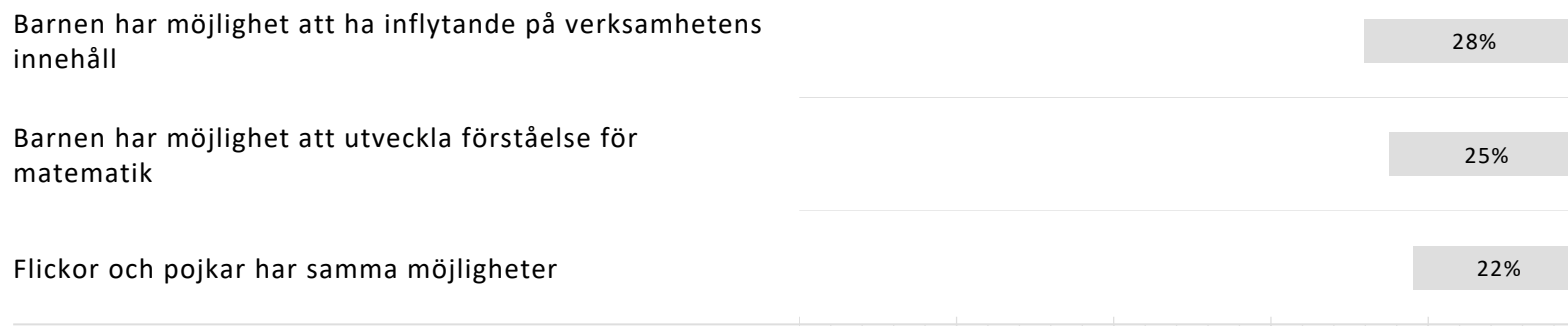 Barnen har möjlighet att ha inflytande på verksamhetens
innehåll
28%
Barnen har möjlighet att utveckla förståelse för
matematik
25%
Flickor och pojkar har samma möjligheter
22%